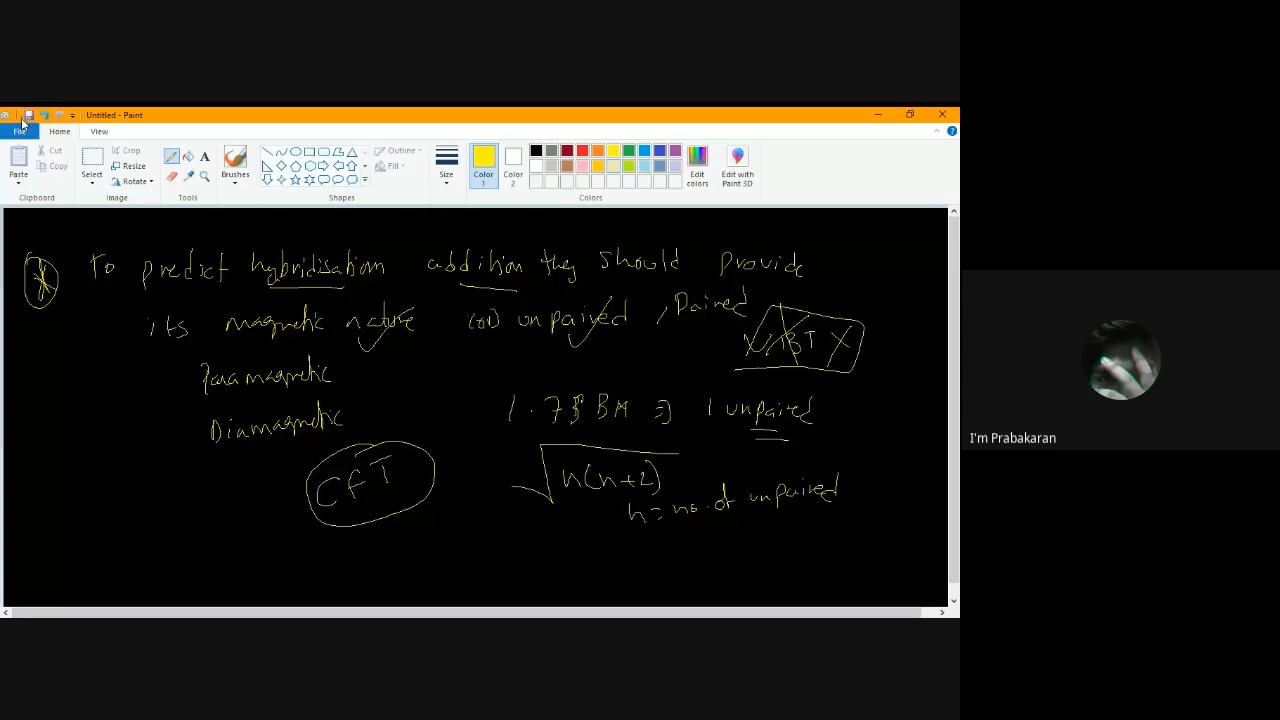 Untitled - Paint
File Home View
Cut Crop Outline Edit colors Edit with Paint 3D
Copy Resize Fill
Paste Select Rotate Brushes Size Color 1 Color 2
Clipboard Image Tools Shapes Colors
To predict hybridisation addition they should provide
its magnetic nature (or) unpaired , Paired
VBT X
Paramagnetic
Diamagnetic
1.73 BM => 1 unpaired
CFT
√n(n+2)
n = no. of unpaired
I'm Prabakaran